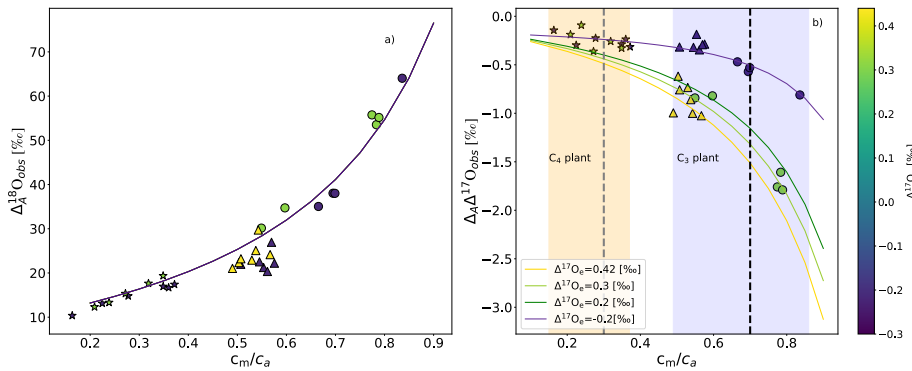 a)
70
60
50
40
30
20
10
Δ_A^18O_obs [‰]
0.2 0.3 0.4 0.5 0.6 0.7 0.8 0.9
c_m/c_a
b)
0.0
−0.5
−1.0
−1.5
−2.0
−2.5
−3.0
Δ_AΔ^17O_obs [‰]
C_4 plant
C_3 plant
Δ^17O_e=0.42 [‰]
Δ^17O_e=0.3 [‰]
Δ^17O_e=0.2 [‰]
Δ^17O_e=-0.2[‰]
0.2 0.4 0.6 0.8
c_m/c_a
0.4
0.3
0.2
0.1
0.0
−0.1
−0.2
−0.3